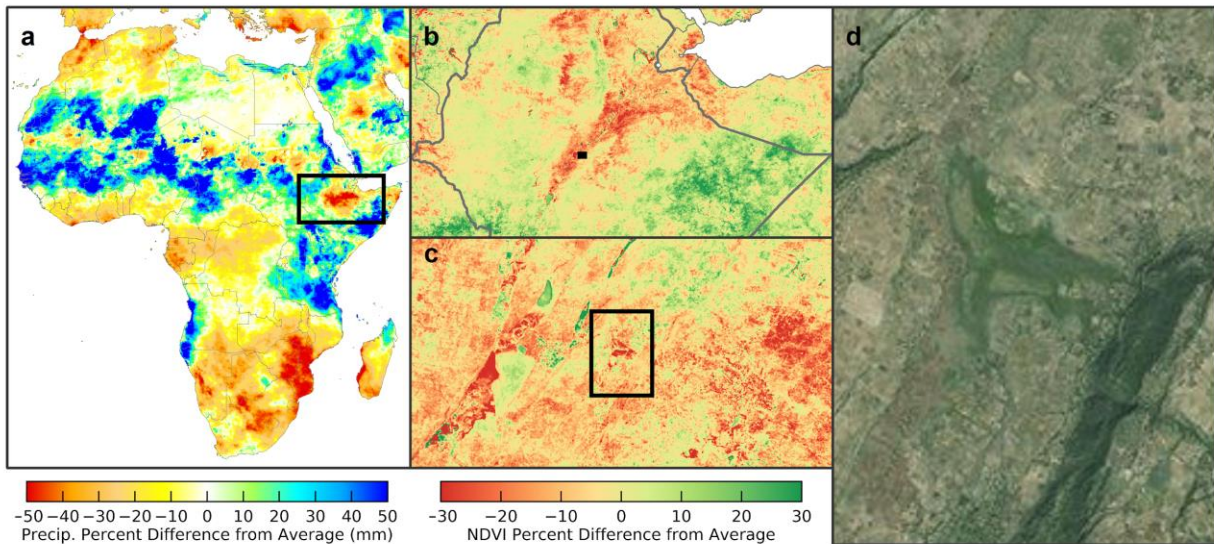 a
b
c
d
−50 −40 −30 −20 −10 0 10 20 30 40 50
Precip. Percent Difference from Average (mm)
−30 −20 −10 0 10 20 30
NDVI Percent Difference from Average